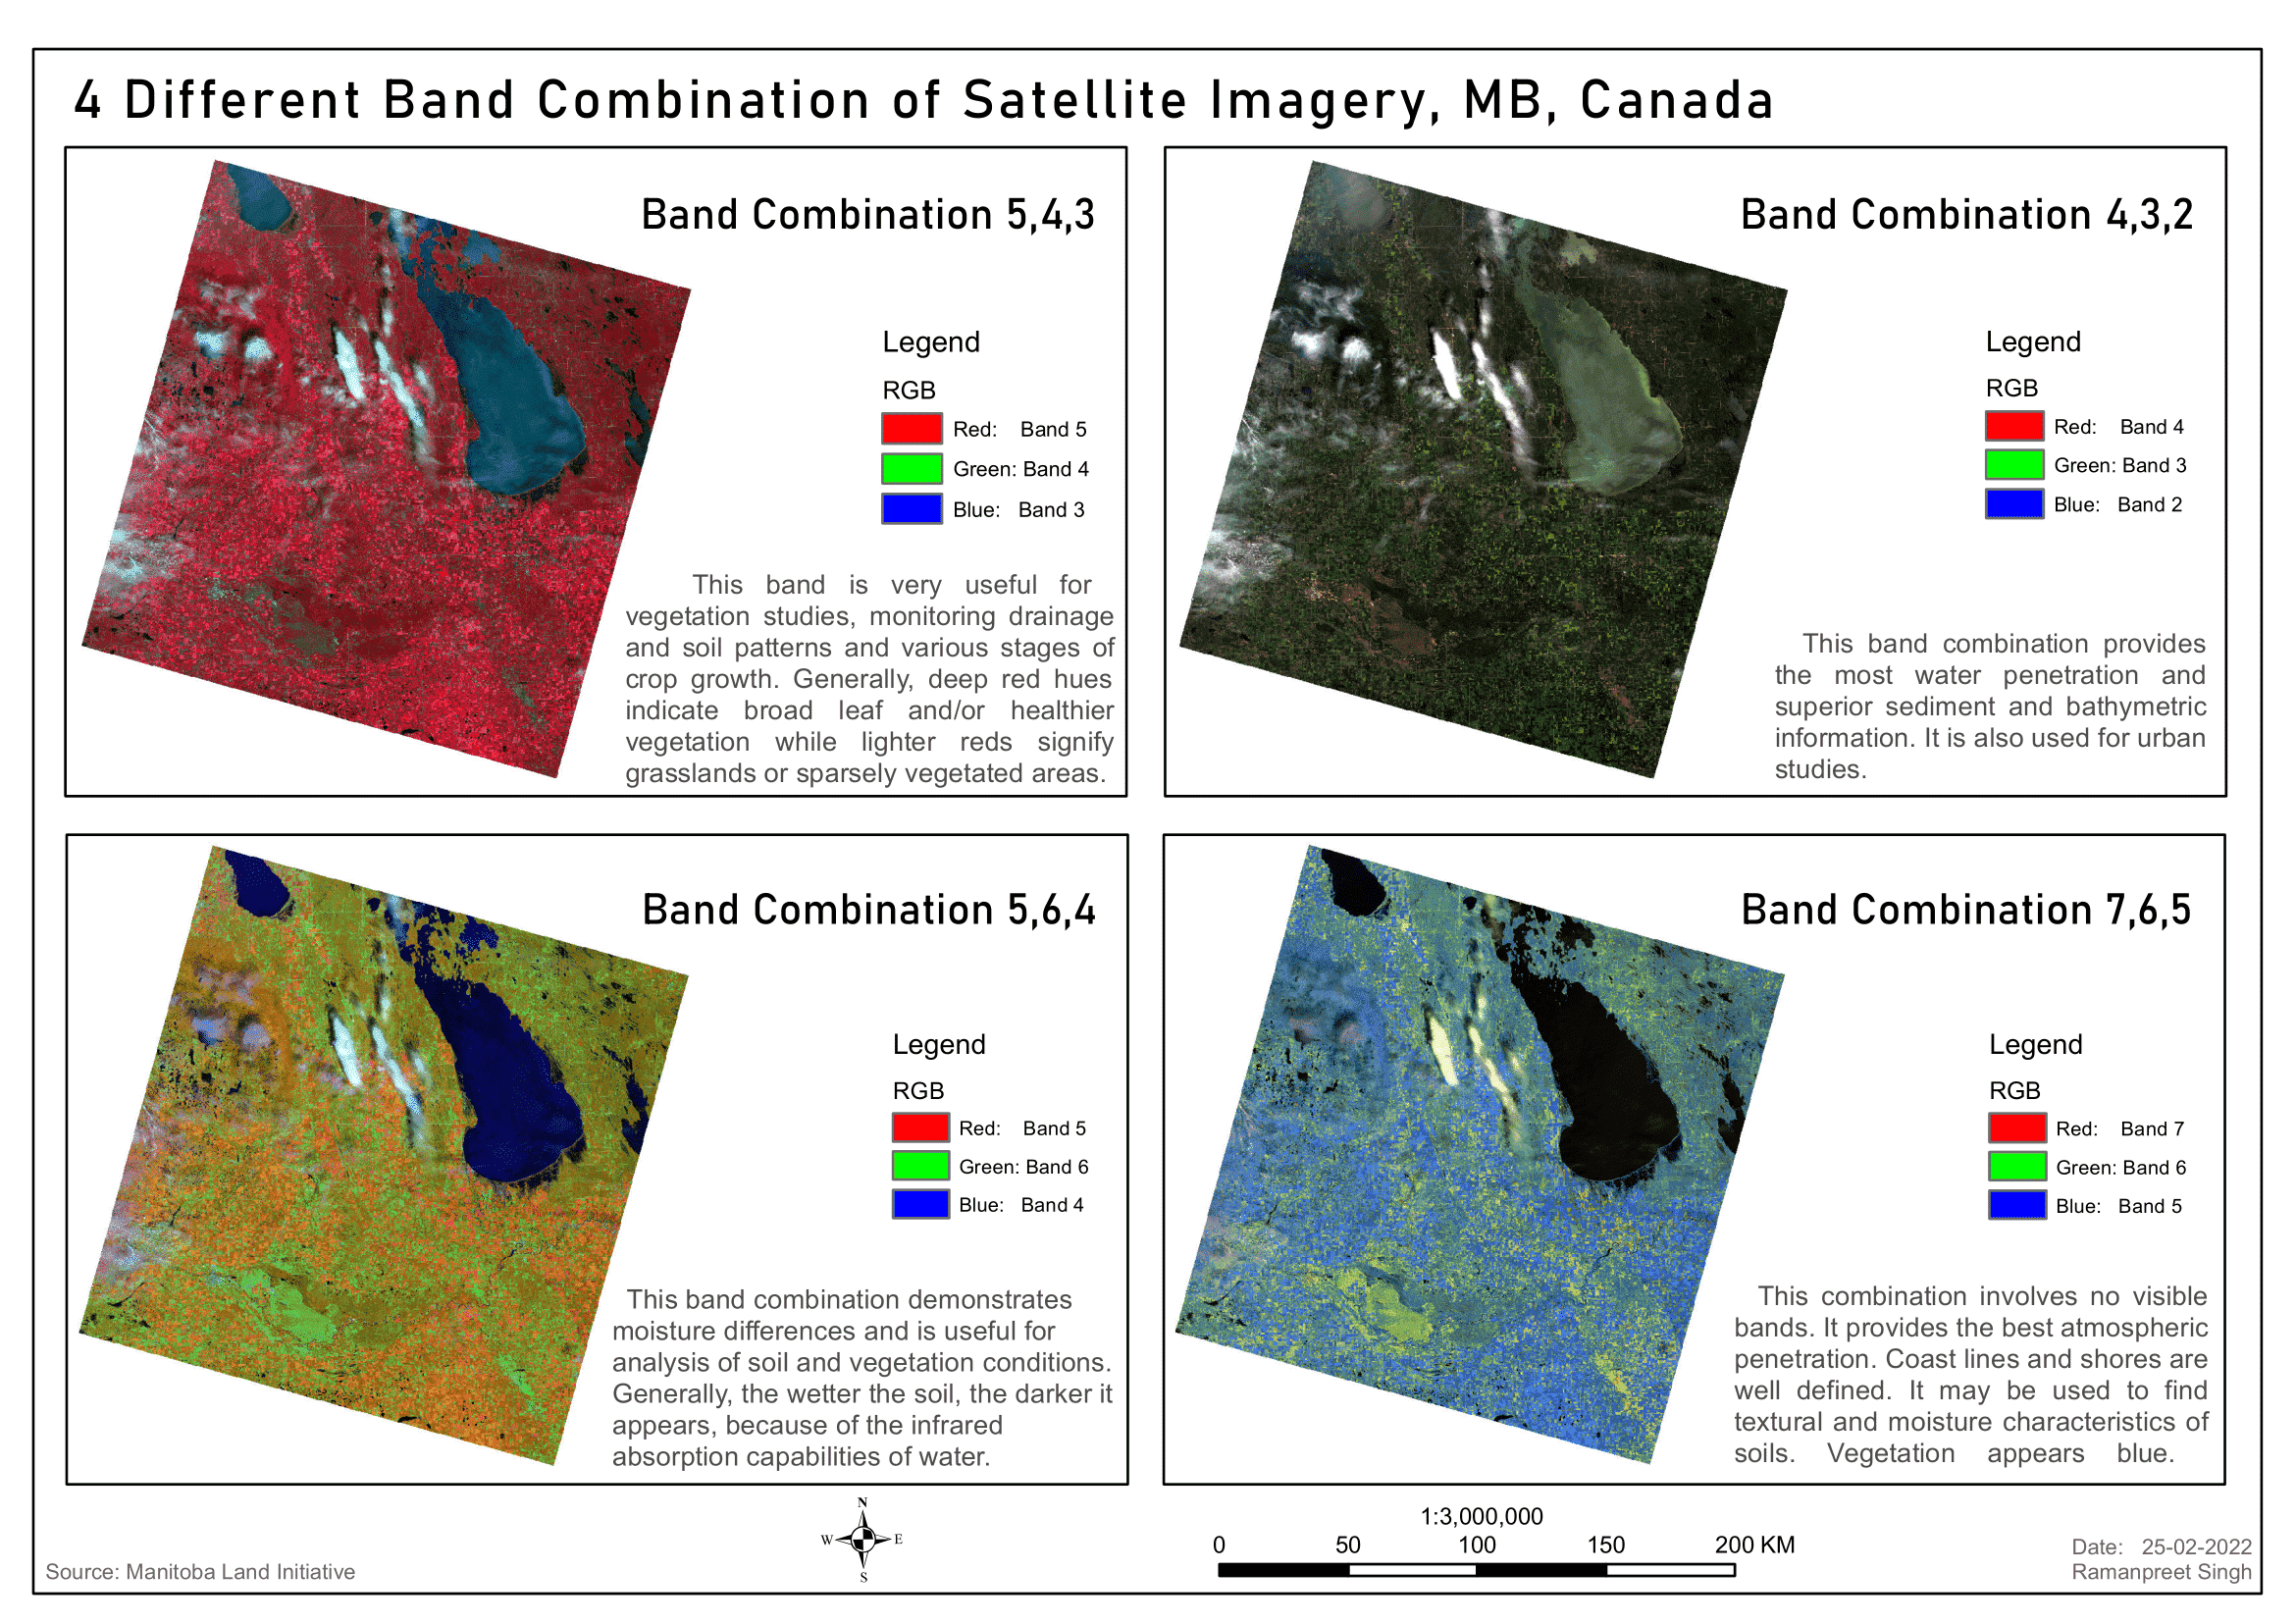 4 Different Band Combination of Satellite Imagery, MB, Canada
Band Combination 5,4,3
Legend
RGB
Red: Band 5
Green: Band 4
Blue: Band 3
This band is very useful for
vegetation studies, monitoring drainage
and soil patterns and various stages of
crop growth. Generally, deep red hues
indicate broad leaf and/or healthier
vegetation while lighter reds signify
grasslands or sparsely vegetated areas.
Band Combination 4,3,2
Legend
RGB
Red: Band 4
Green: Band 3
Blue: Band 2
This band combination provides
the most water penetration and
superior sediment and bathymetric
information. It is also used for urban
studies.
Band Combination 5,6,4
Legend
RGB
Red: Band 5
Green: Band 6
Blue: Band 4
This band combination demonstrates
moisture differences and is useful for
analysis of soil and vegetation conditions.
Generally, the wetter the soil, the darker it
appears, because of the infrared
absorption capabilities of water.
Band Combination 7,6,5
Legend
RGB
Red: Band 7
Green: Band 6
Blue: Band 5
This combination involves no visible
bands. It provides the best atmospheric
penetration. Coast lines and shores are
well defined. It may be used to find
textural and moisture characteristics of
soils. Vegetation appears blue.
Source: Manitoba Land Initiative
N
W E
S
1:3,000,000
0 50 100 150 200 KM
Date: 25-02-2022
Ramanpreet Singh